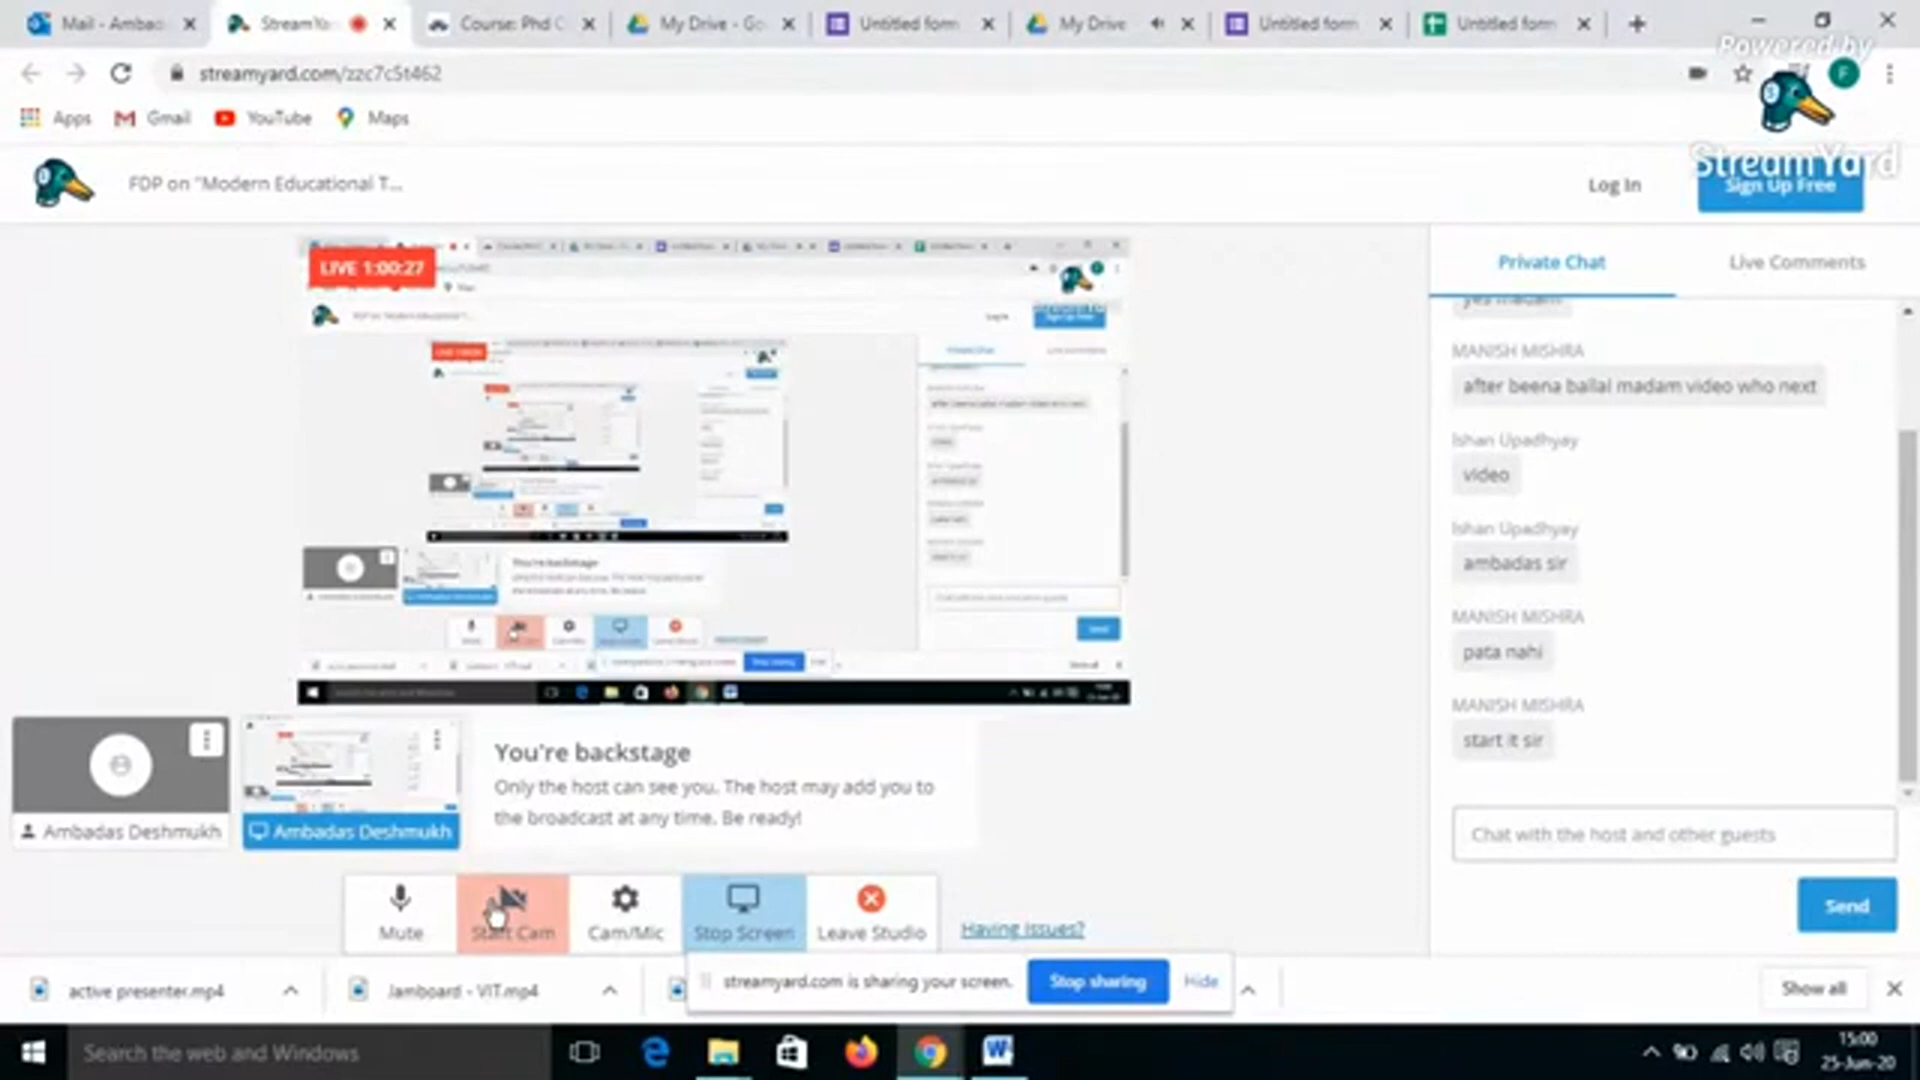 Mail - Ambad
StreamYa
Course: Phd C
My Drive - Go
Untitled form
My Drive
Untitled form
Untitled form
streamyard.com/zzc7c5t462
Powered by
StreamYard
Apps
Gmail
YouTube
Maps
FDP on "Modern Educational T...
Log In
Sign Up Free
LIVE 1:00:27
Private Chat
Live Comments
yes madam
MANISH MISHRA
after beena ballal madam video who next
Ishan Upadhyay
video
Ishan Upadhyay
ambadas sir
MANISH MISHRA
pata nahi
MANISH MISHRA
start it sir
Chat with the host and other guests
Send
Ambadas Deshmukh
Ambadas Deshmukh
You're backstage
Only the host can see you. The host may add you to
the broadcast at any time. Be ready!
You're backstage
Mute
Start Cam
Cam/Mic
Stop Screen
Leave Studio
Having issues?
active presenter.mp4
Jamboard - VIT.mp4
streamyard.com is sharing your screen.
Stop sharing
Hide
Show all
Search the web and Windows
15:00
25-Jun-20